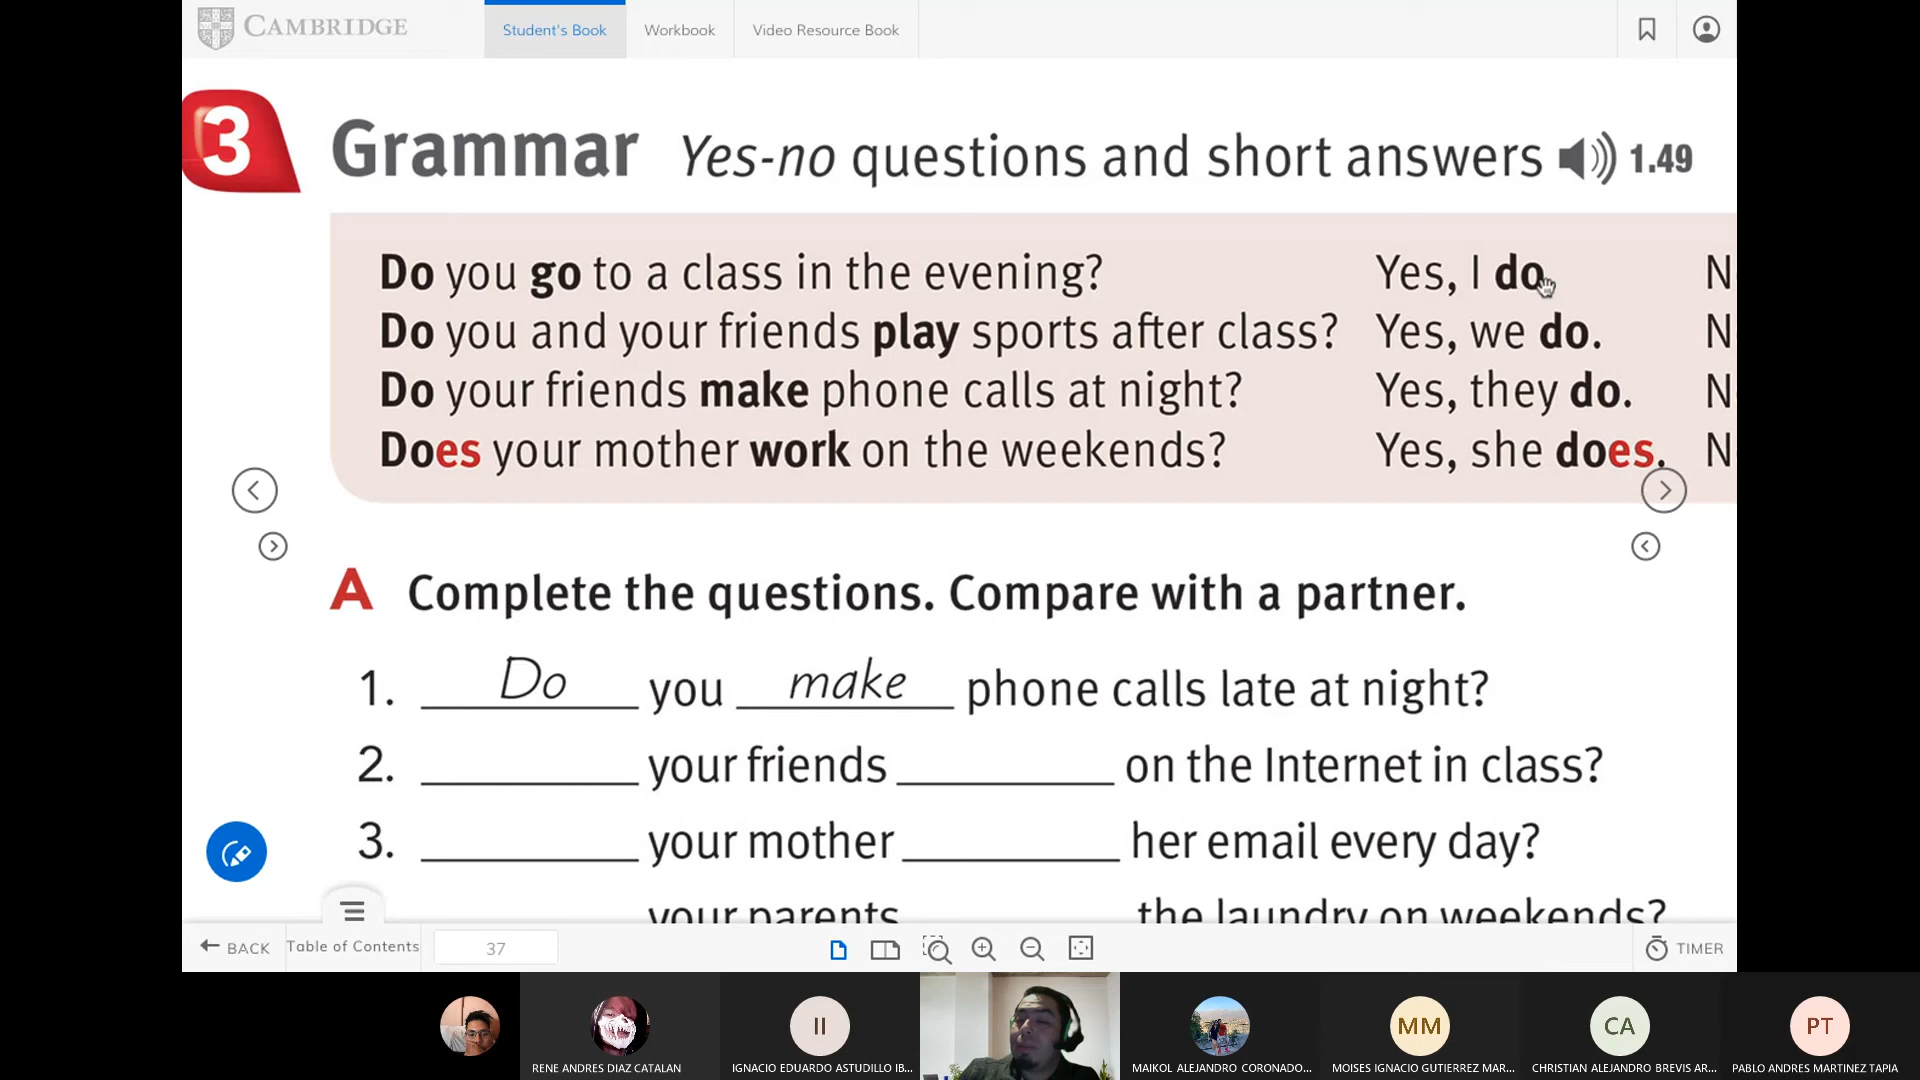 CAMBRIDGE
Student's Book
Workbook
Video Resource Book
3 Grammar Yes-no questions and short answers 1.49
Do you go to a class in the evening? Yes, I do. N
Do you and your friends play sports after class? Yes, we do. N
Do your friends make phone calls at night? Yes, they do. N
Does your mother work on the weekends? Yes, she does. N
A Complete the questions. Compare with a partner.
1. Do you make phone calls late at night?
2. your friends on the Internet in class?
3. your mother her email every day?
your parents the laundry on weekends?
BACK
Table of Contents
37
TIMER
II
MM
CA
PT
RENE ANDRES DIAZ CATALAN
IGNACIO EDUARDO ASTUDILLO IB...
MAIKOL ALEJANDRO CORONADO...
MOISES IGNACIO GUTIERREZ MAR...
CHRISTIAN ALEJANDRO BREVIS AR...
PABLO ANDRES MARTINEZ TAPIA